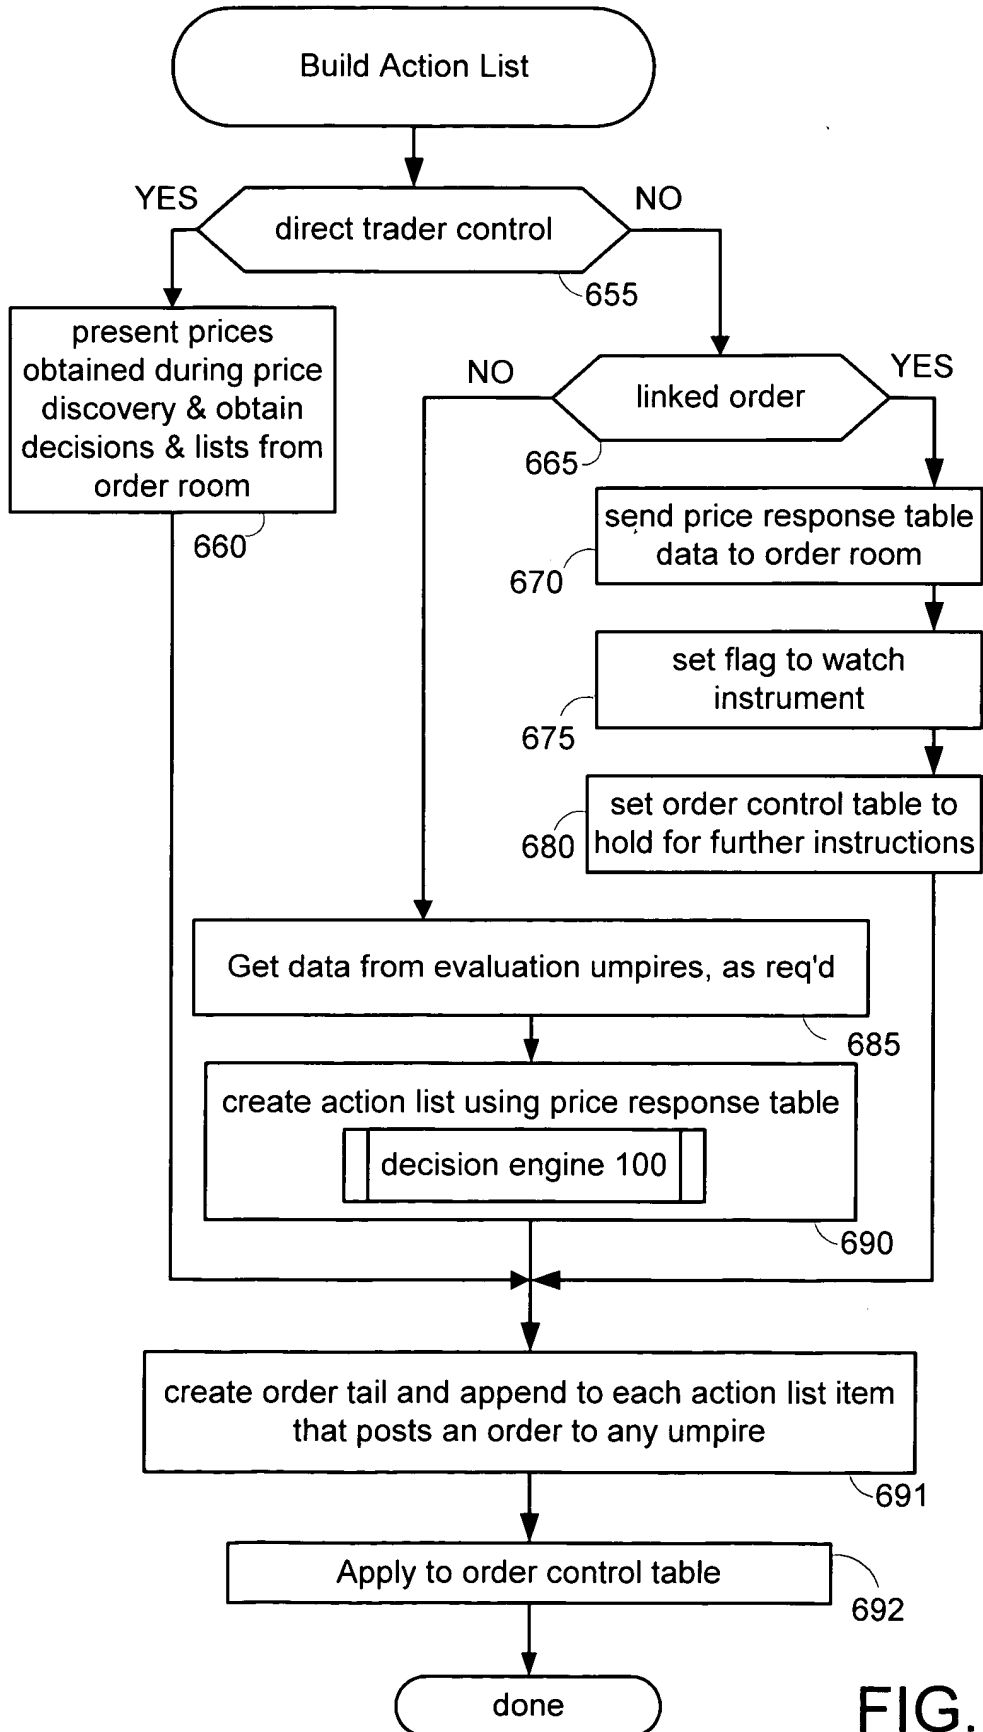 Build Action List
YES
NO
direct trader control
655
present prices
obtained during price
discovery & obtain
decisions & lists from
order room
660
NO
YES
linked order
665
send price response table
data to order room
670
set flag to watch
instrument
675
set order control table to
hold for further instructions
680
Get data from evaluation umpires, as req'd
685
create action list using price response table
decision engine 100
690
create order tail and append to each action list item
that posts an order to any umpire
691
Apply to order control table
692
done
FIG.